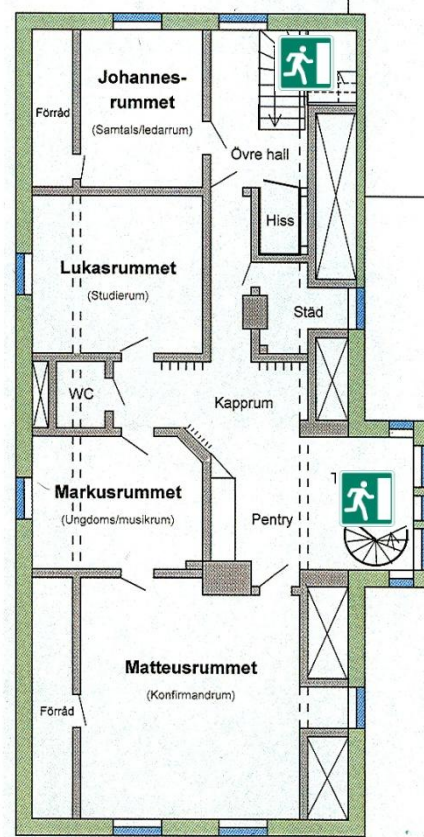 Johannes-
rummet
(Samtals/ledarrum)
Förråd
Övre hall
Hiss
Lukasrummet
(Studierum)
Städ
WC
Kapprum
Markusrummet
(Ungdoms/musikrum)
Pentry
Matteusrummet
(Konfirmandrum)
Förråd